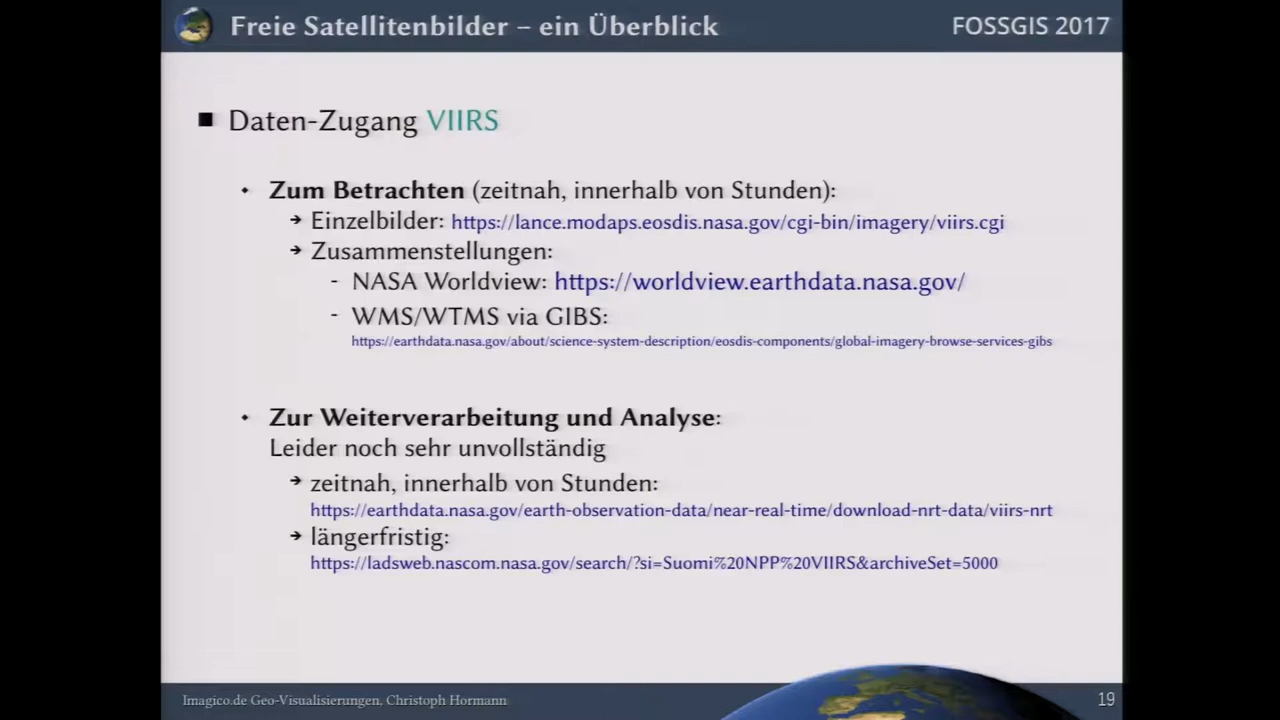 Freie Satellitenbilder – ein Überblick
FOSSGIS 2017
Daten-Zugang VIIRS
Zum Betrachten (zeitnah, innerhalb von Stunden):
Einzelbilder: https://lance.modaps.eosdis.nasa.gov/cgi-bin/imagery/viirs.cgi
Zusammenstellungen:
- NASA Worldview: https://worldview.earthdata.nasa.gov/
- WMS/WTMS via GIBS:
https://earthdata.nasa.gov/about/science-system-description/eosdis-components/global-imagery-browse-services-gibs
Zur Weiterverarbeitung und Analyse:
Leider noch sehr unvollständig
zeitnah, innerhalb von Stunden:
https://earthdata.nasa.gov/earth-observation-data/near-real-time/download-nrt-data/viirs-nrt
längerfristig:
https://ladsweb.nascom.nasa.gov/search/?si=Suomi%20NPP%20VIIRS&archiveSet=5000
Imagico.de Geo-Visualisierungen, Christoph Hormann
19